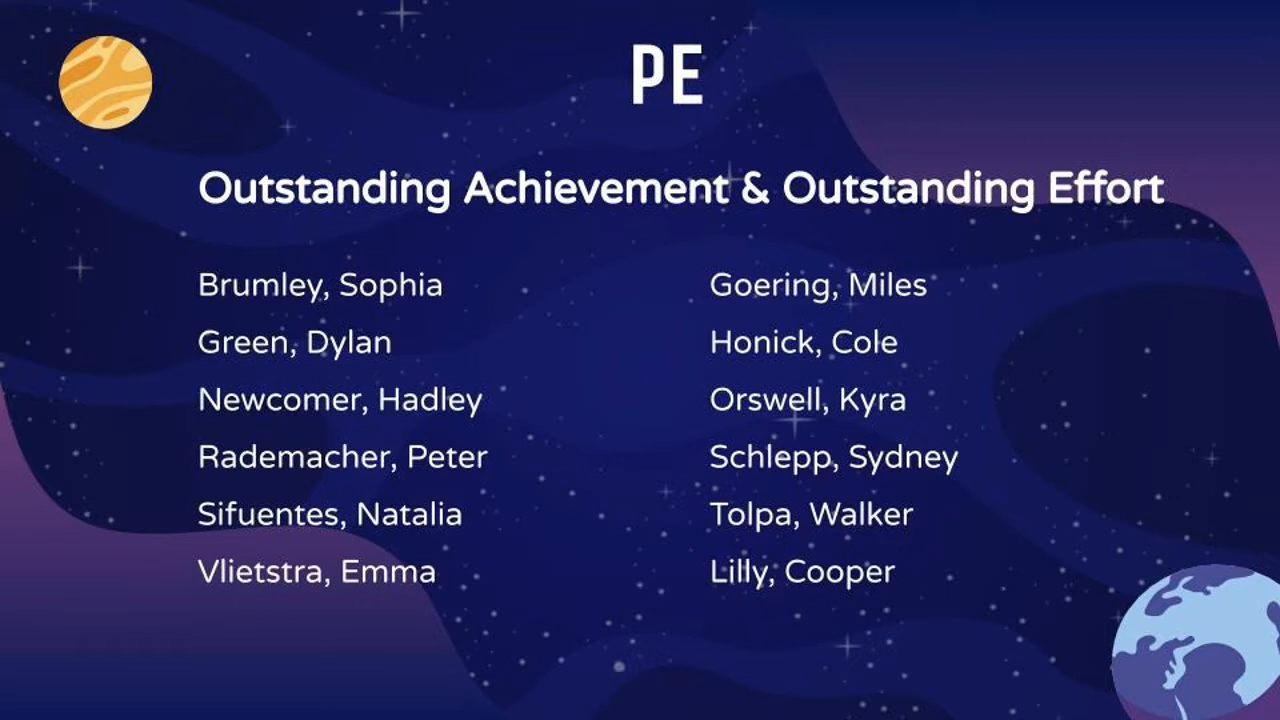 PE
Outstanding Achievement & Outstanding Effort
Brumley, Sophia
Green, Dylan
Newcomer, Hadley
Rademacher, Peter
Sifuentes, Natalia
Vlietstra, Emma
Goering, Miles
Honick, Cole
Orswell, Kyra
Schlepp, Sydney
Tolpa, Walker
Lilly, Cooper